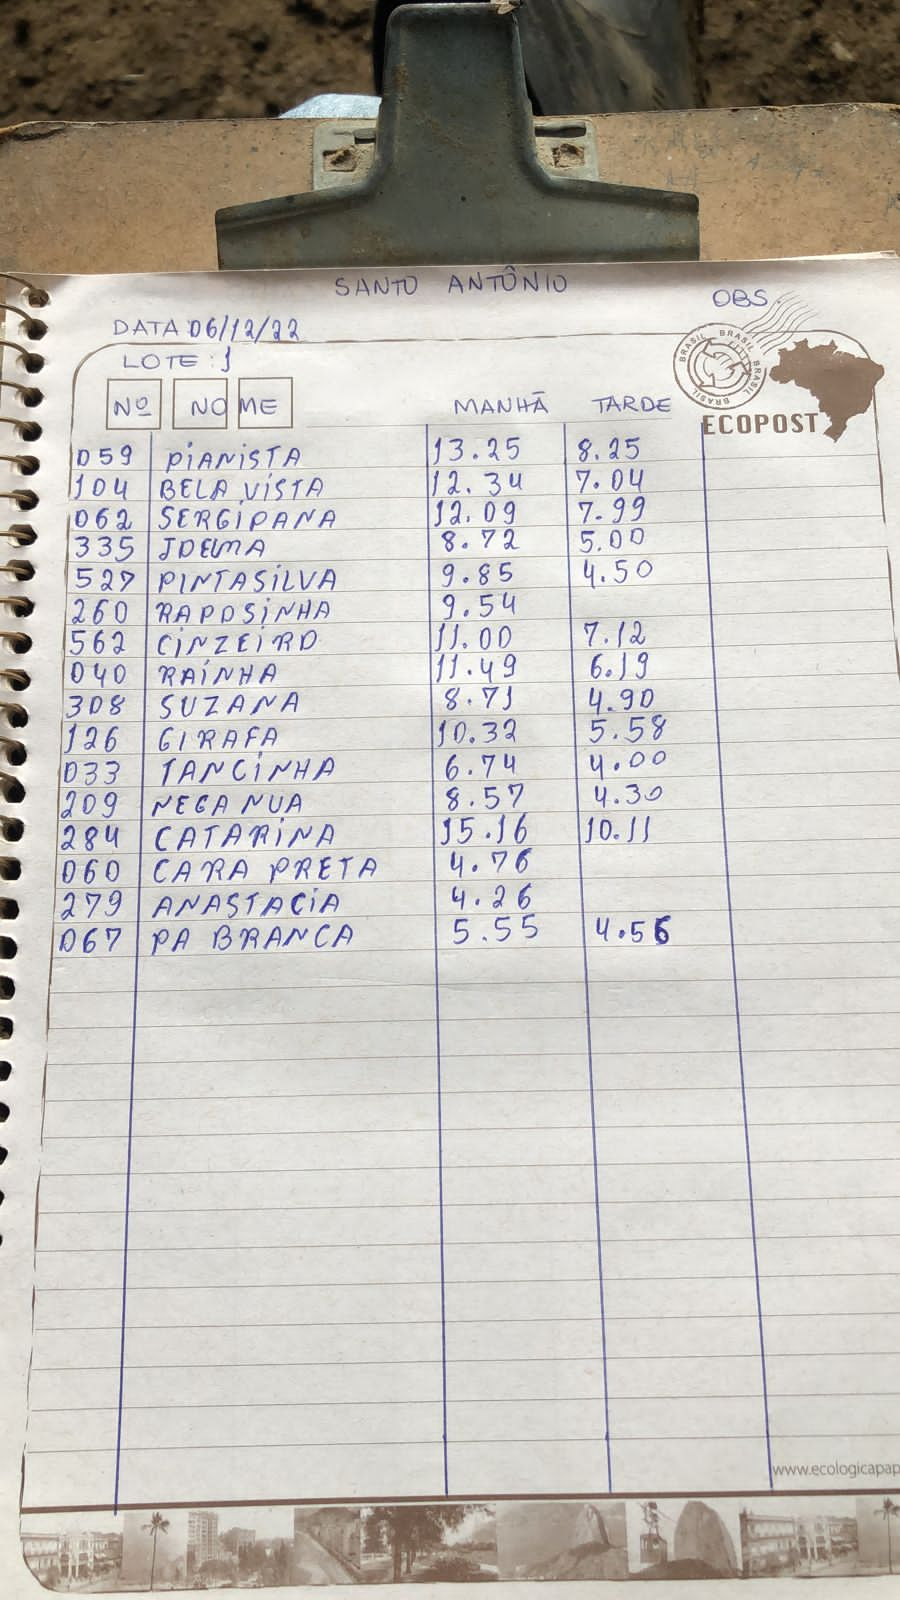 SANTO ANTÔNIO
OBS.
DATA 06/12/22
LOTE: 1
BRASIL BRASIL BRASIL BRASIL
ECOPOST
Nº NOME MANHÃ TARDE
059 PIANISTA 13.25 8.25
104 BELA VISTA 12.34 7.04
062 SERGIPANA 12.09 7.99
335 JOELMA 8.72 5.00
527 PINTASILVA 9.85 4.50
260 RAPOSINHA 9.54
562 CINZEIRO 11.00 7.12
040 RAÍNHA 11.49 6.19
308 SUZANA 8.71 4.90
126 GIRAFA 10.32 5.58
033 TANCINHA 6.74 4.00
209 NEGA NUA 8.57 4.30
284 CATARINA 15.16 10.11
060 CARA PRETA 4.76
279 ANASTACIA 4.26
067 PA BRANCA 5.55 4.56
www.ecologicapap